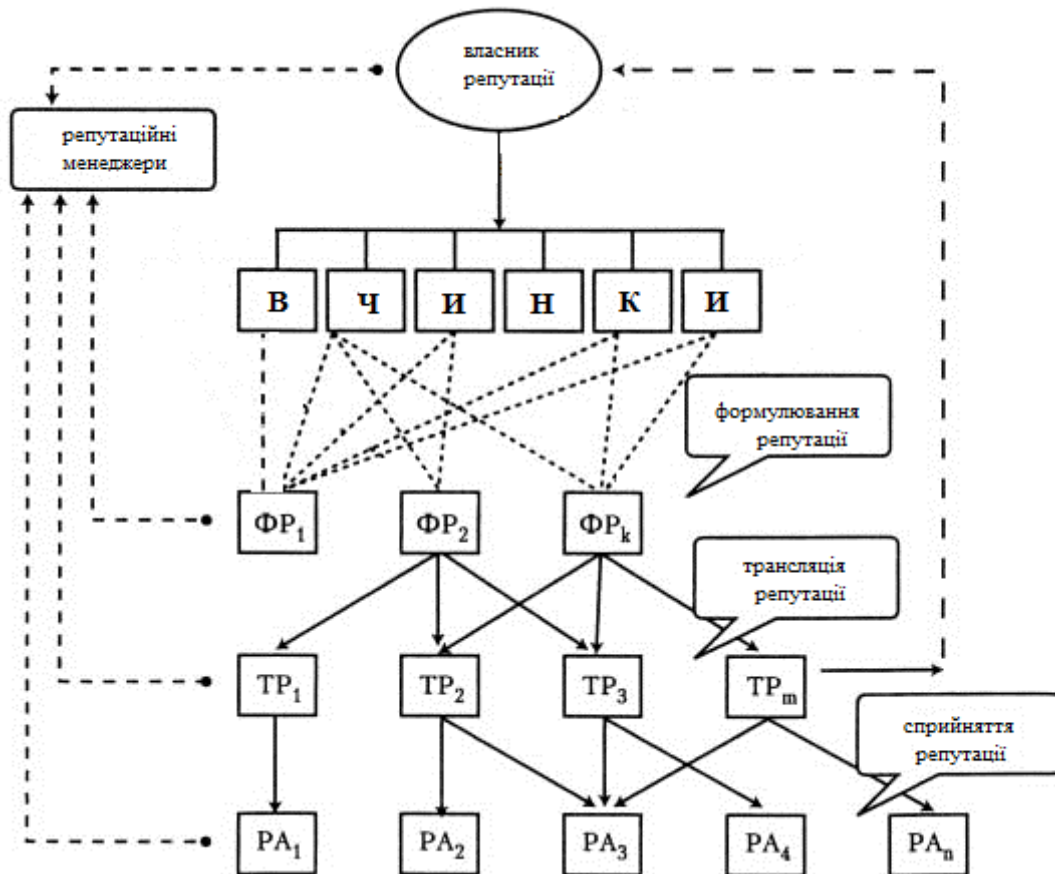 власник
репутації
репутаційні
менеджери
В Ч И Н К И
формулювання
репутації
ФР₁ ФР₂ ФРₖ
трансляція
репутації
ТР₁ ТР₂ ТР₃ ТРₘ
сприйняття
репутації
РА₁ РА₂ РА₃ РА₄ РАₙ